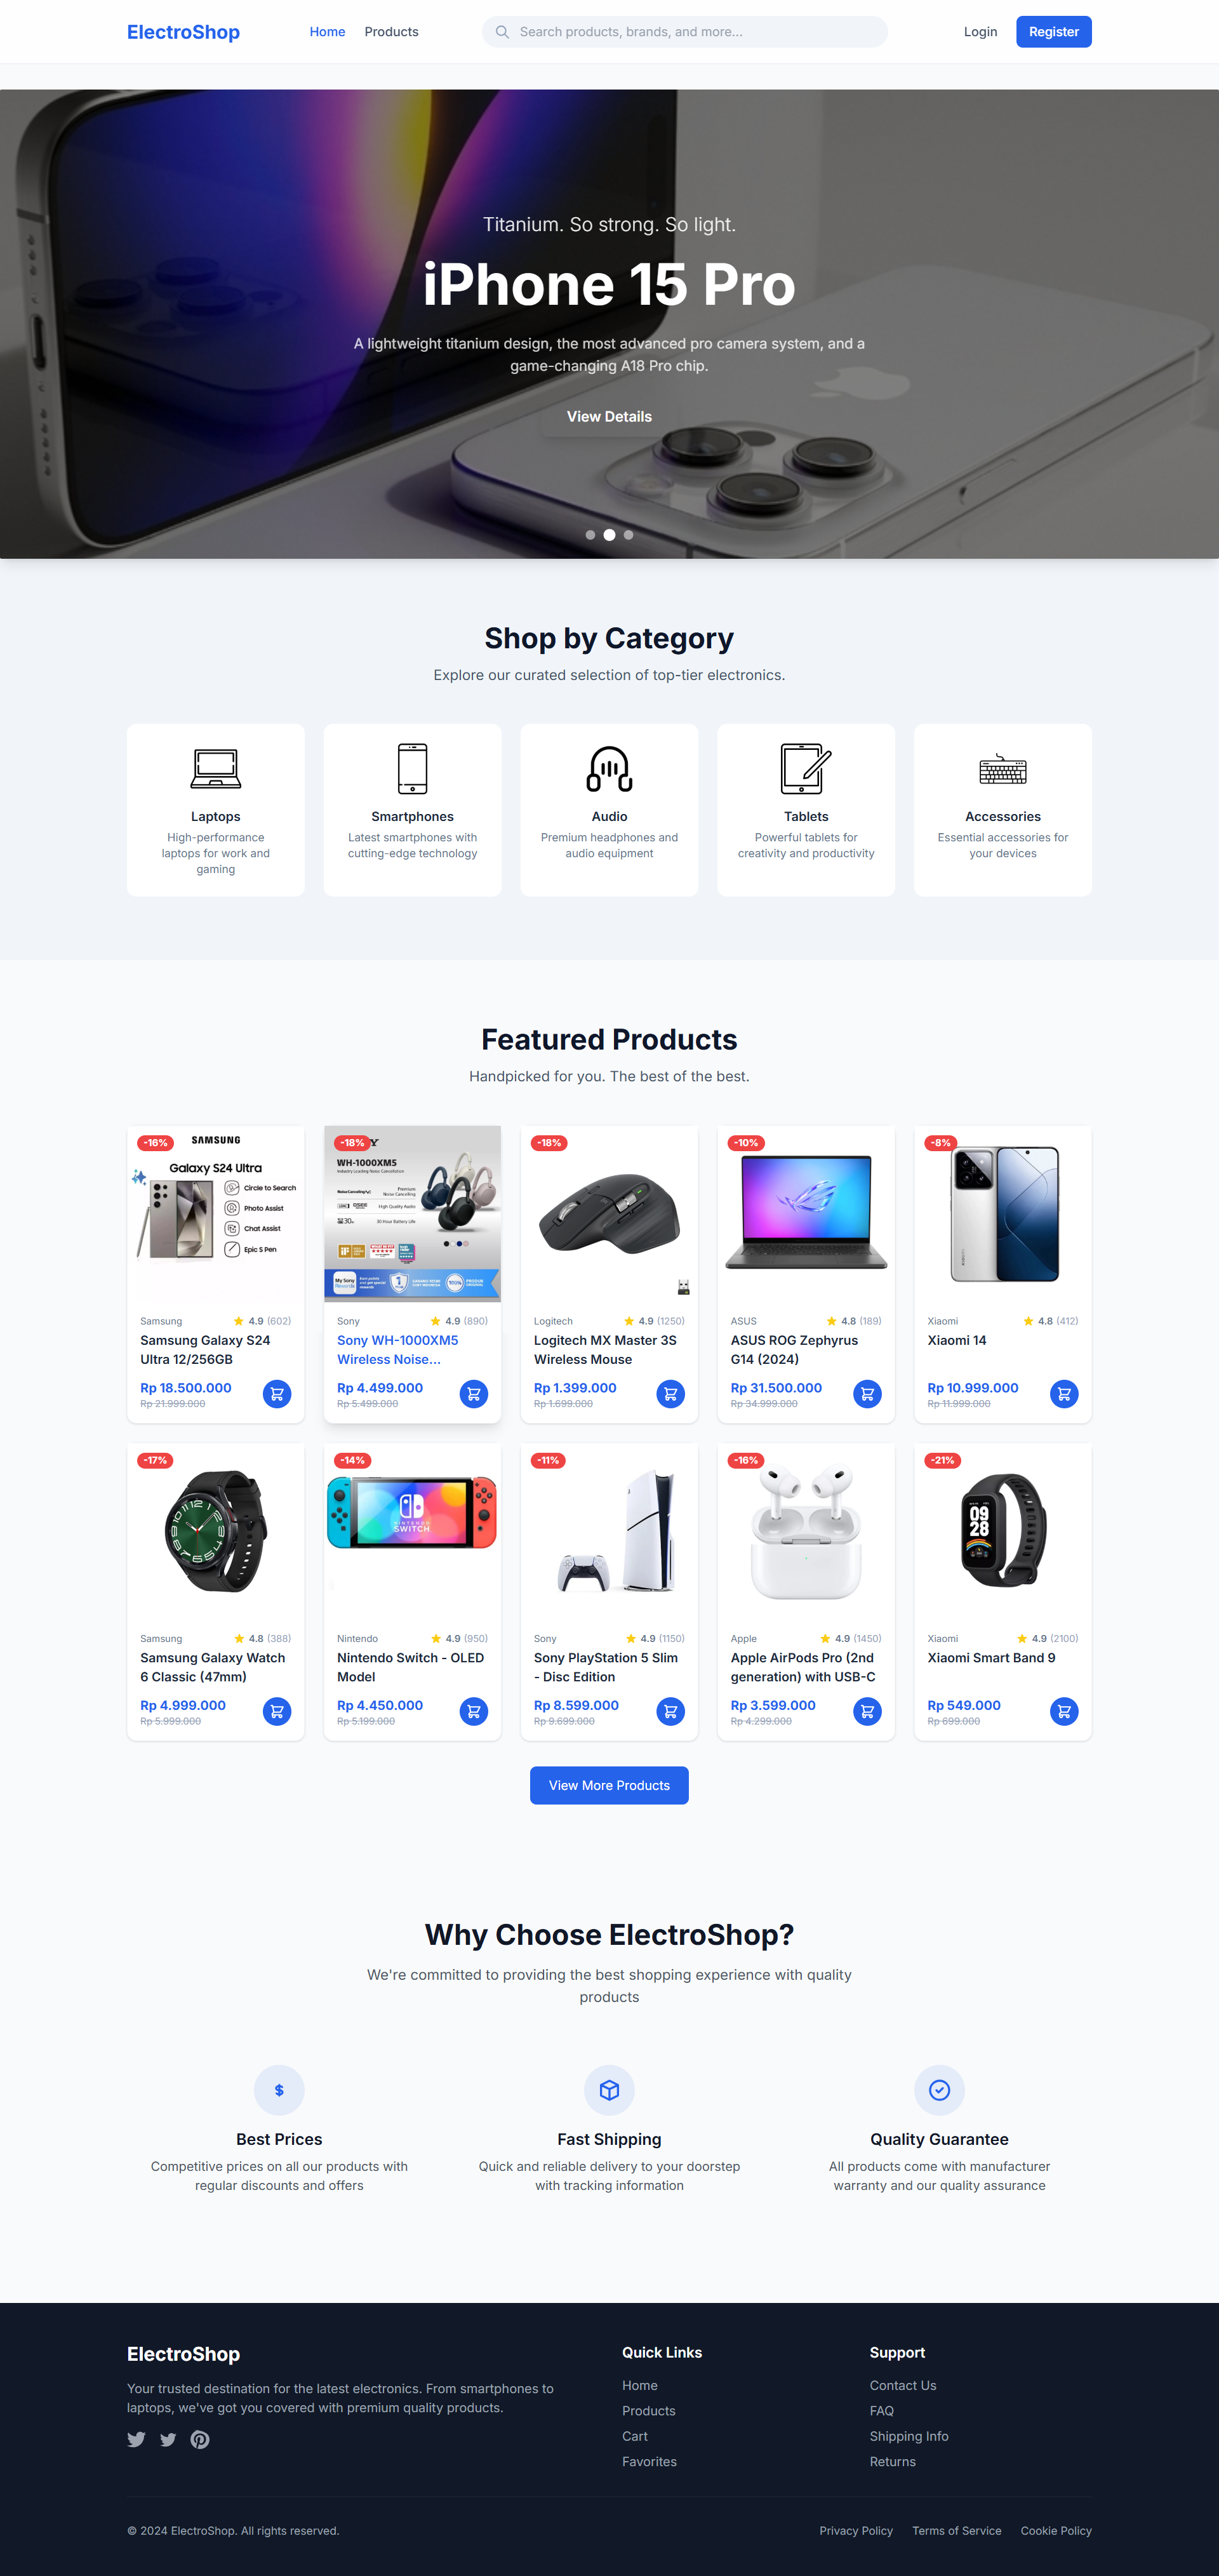 ElectroShop
Home
Products
Search products, brands, and more...
Login
Register
Titanium. So strong. So light.
iPhone 15 Pro
A lightweight titanium design, the most advanced pro camera system, and a
game-changing A18 Pro chip.
View Details
Shop by Category
Explore our curated selection of top-tier electronics.
Laptops
High-performance
laptops for work and
gaming
Smartphones
Latest smartphones with
cutting-edge technology
Audio
Premium headphones and
audio equipment
Tablets
Powerful tablets for
creativity and productivity
Accessories
Essential accessories for
your devices
Featured Products
Handpicked for you. The best of the best.
-16%
SAMSUNG
Galaxy S24 Ultra
Circle to Search
Photo Assist
Chat Assist
Epic S Pen
Samsung
4.9 (602)
Samsung Galaxy S24
Ultra 12/256GB
Rp 18.500.000
Rp 21.999.000
-18%
Y
WH-1000XM5
Industry Leading Noise Cancellation
Premium
Noise Cancelling
High Quality Audio
30 Hour Battery Life
My Sony
Rewards
100%
Sony
4.9 (890)
Sony WH-1000XM5
Wireless Noise...
Rp 4.499.000
Rp 5.499.000
-18%
Logitech
4.9 (1250)
Logitech MX Master 3S
Wireless Mouse
Rp 1.399.000
Rp 1.699.000
-10%
ASUS
4.8 (189)
ASUS ROG Zephyrus
G14 (2024)
Rp 31.500.000
Rp 34.999.000
-8%
Xiaomi
4.8 (412)
Xiaomi 14
Rp 10.999.000
Rp 11.999.000
-17%
Samsung
4.8 (388)
Samsung Galaxy Watch
6 Classic (47mm)
Rp 4.999.000
Rp 5.999.000
-14%
NINTENDO
SWITCH
Nintendo
4.9 (950)
Nintendo Switch - OLED
Model
Rp 4.450.000
Rp 5.199.000
-11%
Sony
4.9 (1150)
Sony PlayStation 5 Slim
- Disc Edition
Rp 8.599.000
Rp 9.699.000
-16%
Apple
4.9 (1450)
Apple AirPods Pro (2nd
generation) with USB-C
Rp 3.599.000
Rp 4.299.000
-21%
09
28
Xiaomi
4.9 (2100)
Xiaomi Smart Band 9
Rp 549.000
Rp 699.000
View More Products
Why Choose ElectroShop?
We're committed to providing the best shopping experience with quality
products
$
Best Prices
Competitive prices on all our products with
regular discounts and offers
Fast Shipping
Quick and reliable delivery to your doorstep
with tracking information
Quality Guarantee
All products come with manufacturer
warranty and our quality assurance
ElectroShop
Your trusted destination for the latest electronics. From smartphones to
laptops, we've got you covered with premium quality products.
Quick Links
Home
Products
Cart
Favorites
Support
Contact Us
FAQ
Shipping Info
Returns
© 2024 ElectroShop. All rights reserved.
Privacy Policy
Terms of Service
Cookie Policy